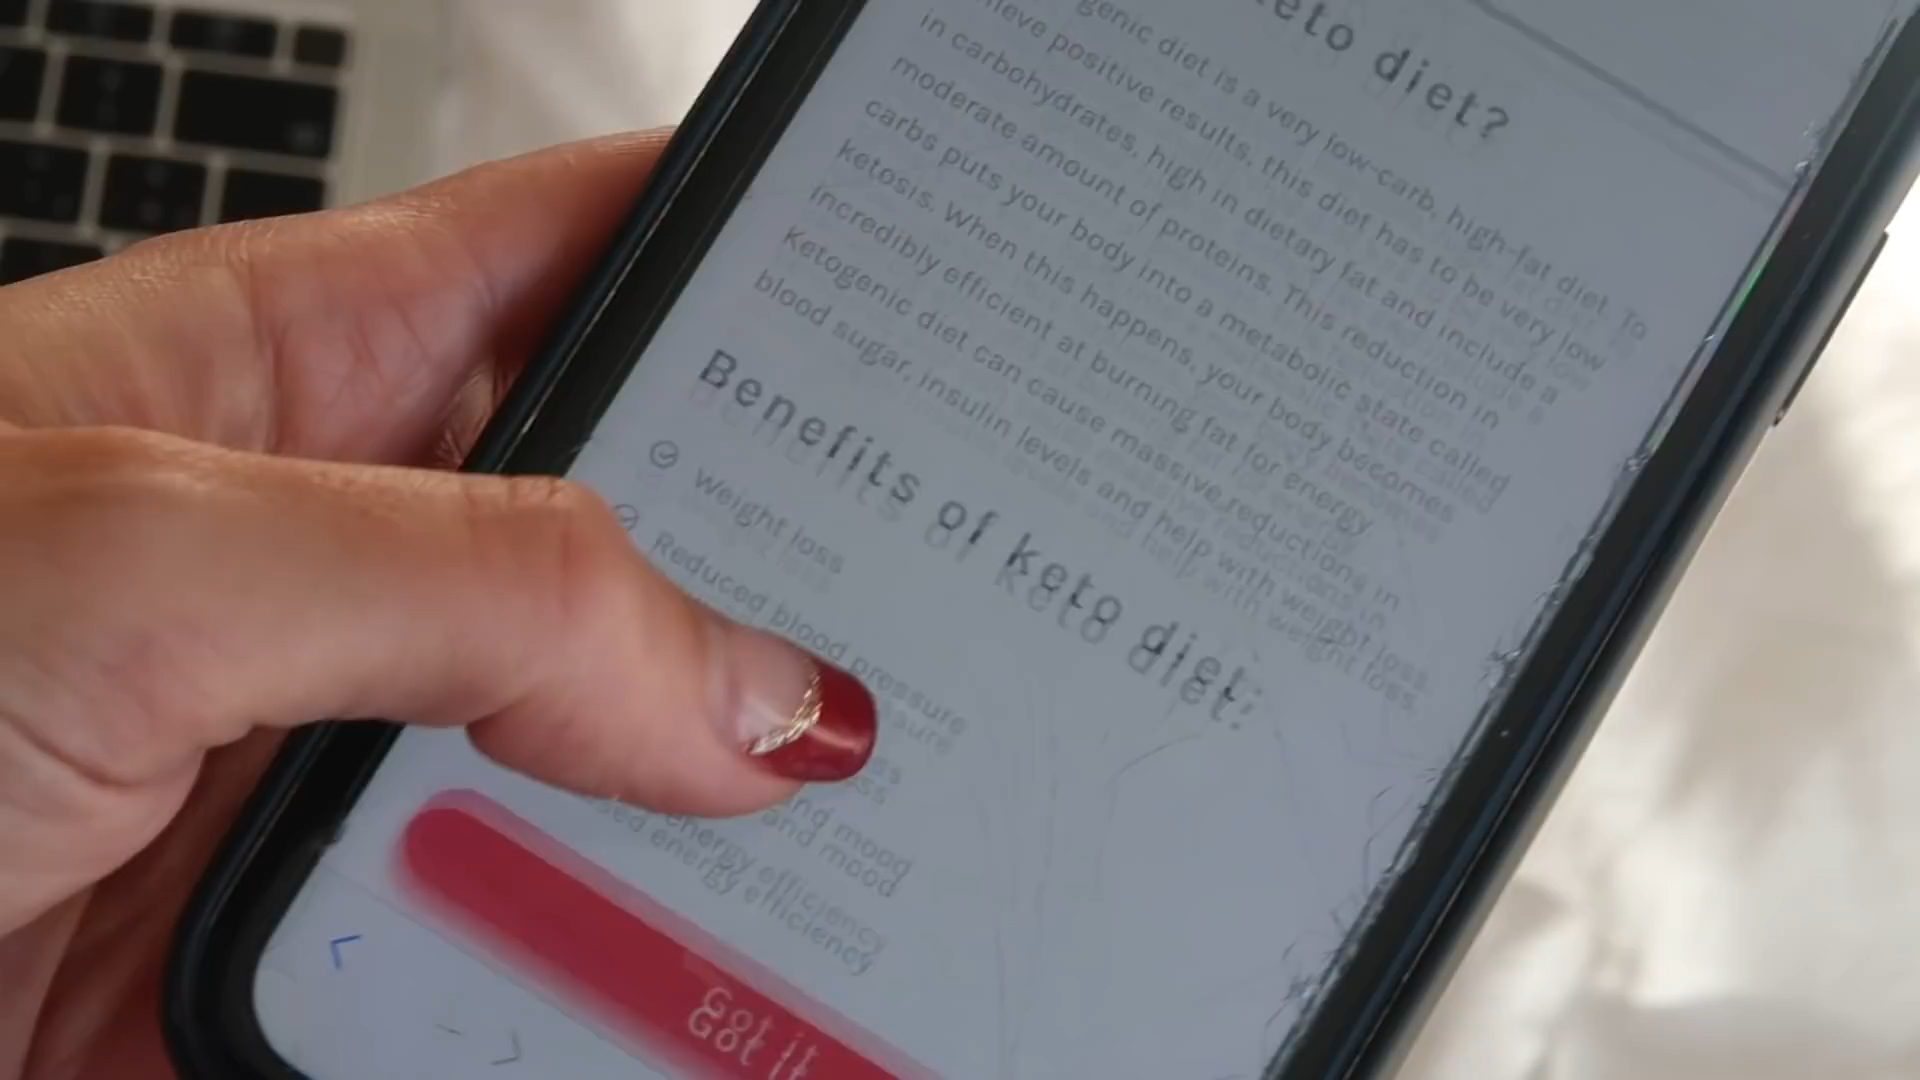 keto diet?
genic diet is a very low-carb, high-fat diet. To
ieve positive results, this diet has to be very low
in carbohydrates, high in dietary fat and include a
moderate amount of proteins. This reduction in
carbs puts your body into a metabolic state called
ketosis. When this happens, your body becomes
incredibly efficient at burning fat for energy
Ketogenic diet can cause massive reductions in
blood sugar, insulin levels and help with weight loss.
Benefits of keto diet:
Weight loss
Reduced blood pressure
ss
and mood
sed energy efficiency
Got it